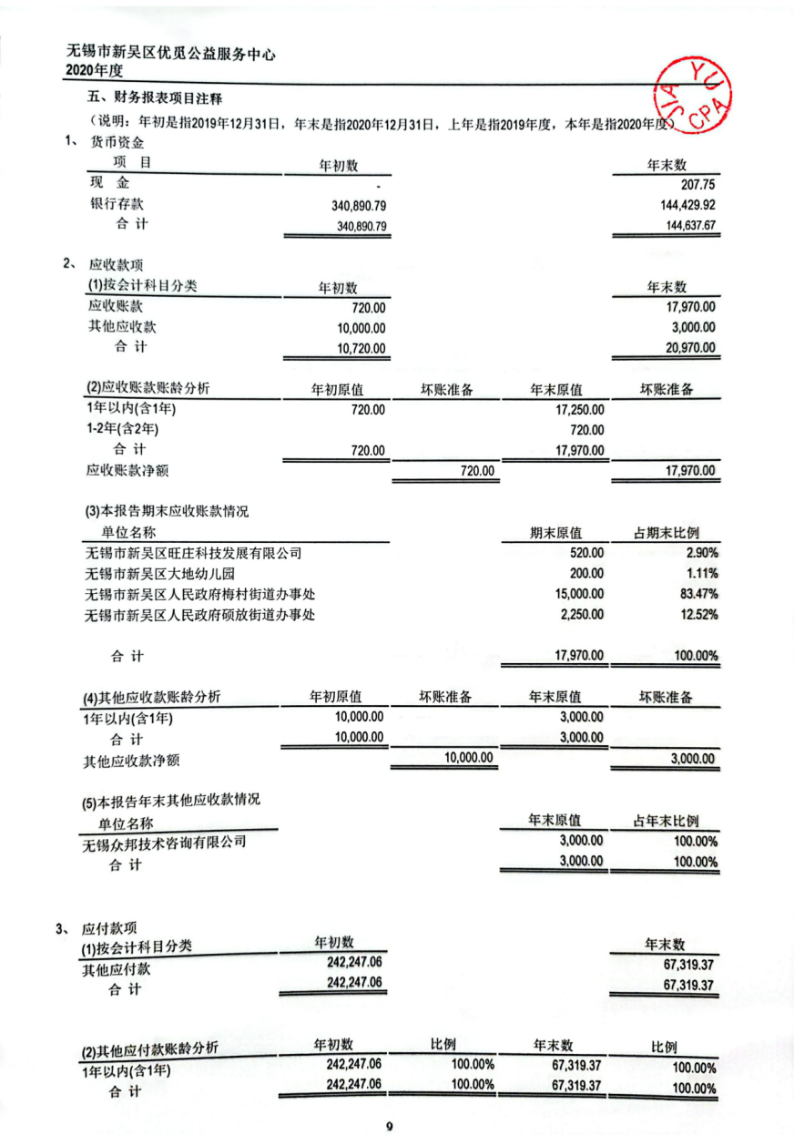 无锡市新吴区优觅公益服务中心
2020年度
JIA YU CPA
五、财务报表项目注释
(说明：年初是指2019年12月31日，年末是指2020年12月31日，上年是指2019年度，本年是指2020年度)
1、 货币资金
项 目 年初数 年末数
现 金 - 207.75
银行存款 340,890.79 144,429.92
合 计 340,890.79 144,637.67
2、 应收款项
(1)按会计科目分类 年初数 年末数
应收账款 720.00 17,970.00
其他应收款 10,000.00 3,000.00
合 计 10,720.00 20,970.00
(2)应收账款账龄分析 年初原值 坏账准备 年末原值 坏账准备
1年以内(含1年) 720.00 17,250.00
1-2年(含2年) 720.00
合 计 720.00 17,970.00
应收账款净额 720.00 17,970.00
(3)本报告期末应收账款情况
单位名称 期末原值 占期末比例
无锡市新吴区旺庄科技发展有限公司 520.00 2.90%
无锡市新吴区大地幼儿园 200.00 1.11%
无锡市新吴区人民政府梅村街道办事处 15,000.00 83.47%
无锡市新吴区人民政府硕放街道办事处 2,250.00 12.52%
合 计 17,970.00 100.00%
(4)其他应收款账龄分析 年初原值 坏账准备 年末原值 坏账准备
1年以内(含1年) 10,000.00 3,000.00
合 计 10,000.00 3,000.00
其他应收款净额 10,000.00 3,000.00
(5)本报告年末其他应收款情况
单位名称 年末原值 占年末比例
无锡众邦技术咨询有限公司 3,000.00 100.00%
合 计 3,000.00 100.00%
3、 应付款项
(1)按会计科目分类 年初数 年末数
其他应付款 242,247.06 67,319.37
合 计 242,247.06 67,319.37
(2)其他应付款账龄分析 年初数 比例 年末数 比例
1年以内(含1年) 242,247.06 100.00% 67,319.37 100.00%
合 计 242,247.06 100.00% 67,319.37 100.00%
9